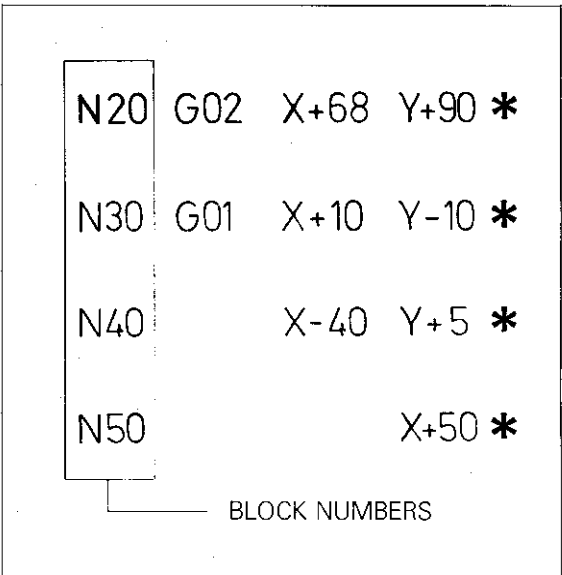 N20 G02 X+68 Y+90 *
N30 G01 X+10 Y-10 *
N40 X-40 Y+5 *
N50 X+50 *
BLOCK NUMBERS